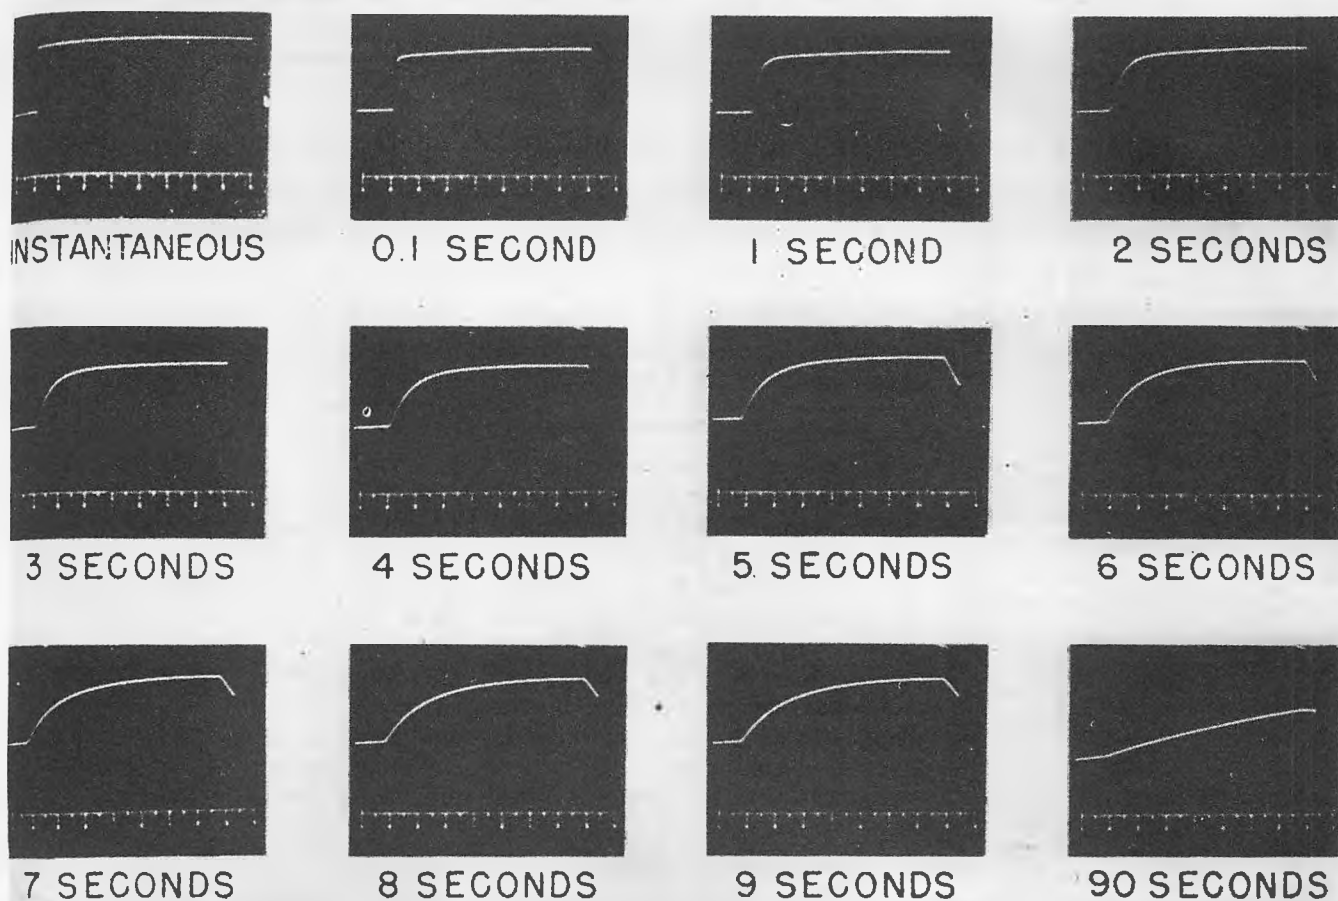 INSTANTANEOUS
0.1 SECOND
1 SECOND
2 SECONDS
3 SECONDS
4 SECONDS
5. SECONDS
6 SECONDS
7 SECONDS
8 SECONDS
9 SECONDS
90 SECONDS